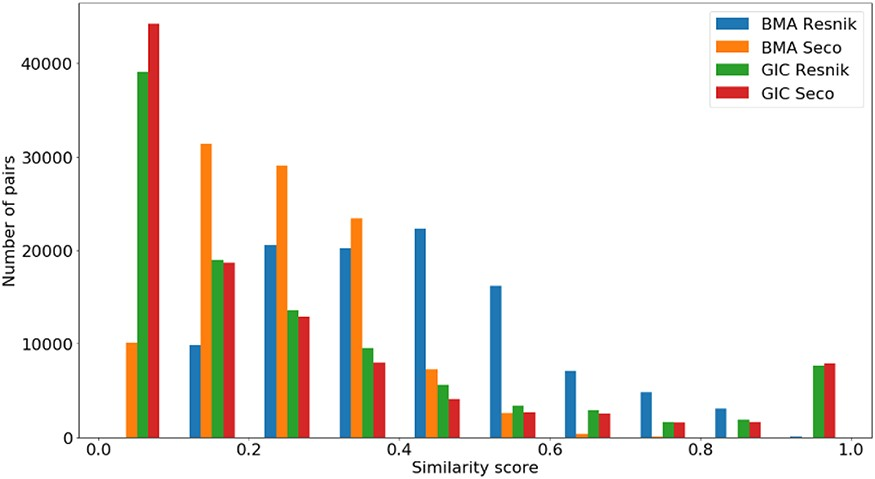 BMA Resnik
BMA Seco
GIC Resnik
GIC Seco
Number of pairs
40000
30000
20000
10000
0
0.0 0.2 0.4 0.6 0.8 1.0
Similarity score